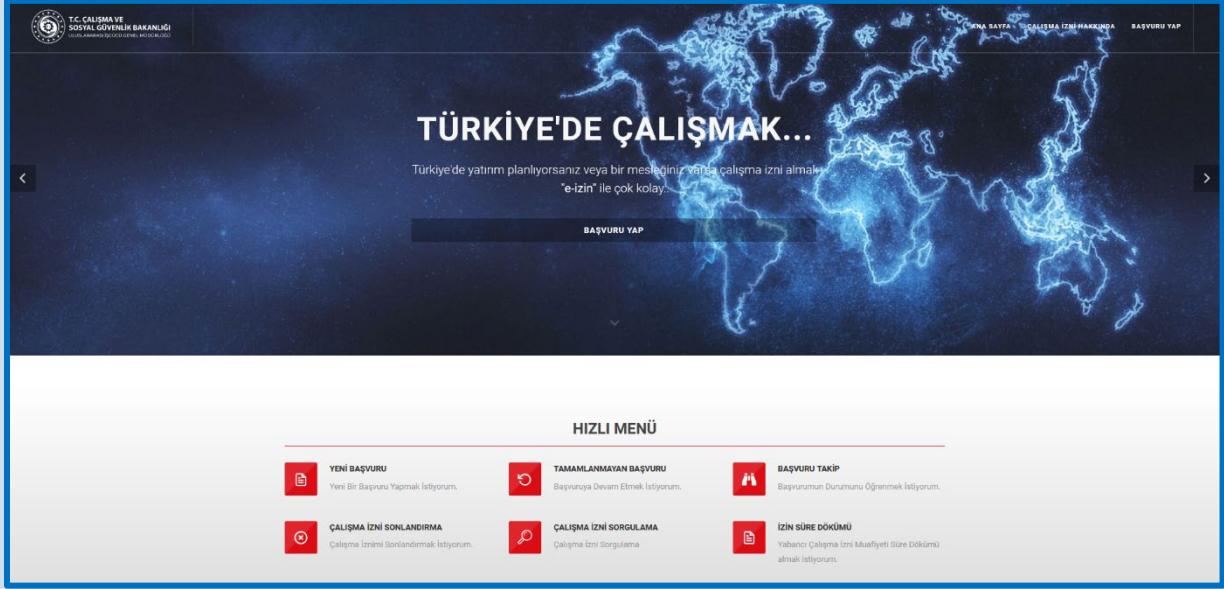 T.C. ÇALIŞMA VE
SOSYAL GÜVENLİK BAKANLIĞI
ULUSLARARASI İŞGÜCÜ GENEL MÜDÜRLÜĞÜ
ANA SAYFA ÇALIŞMA İZNİ HAKKINDA BAŞVURU YAP
TÜRKİYE'DE ÇALIŞMAK...
Türkiye'de yatırım planlıyorsanız veya bir mesleğiniz varsa çalışma izni almak
"e-izin" ile çok kolay..
BAŞVURU YAP
HIZLI MENÜ
YENİ BAŞVURU
Yeni Bir Başvuru Yapmak İstiyorum.
TAMAMLANMAYAN BAŞVURU
Başvuruya Devam Etmek İstiyorum.
BAŞVURU TAKİP
Başvurumun Durumunu Öğrenmek İstiyorum.
ÇALIŞMA İZNİ SONLANDIRMA
Çalışma İznimi Sonlandırmak İstiyorum.
ÇALIŞMA İZNİ SORGULAMA
Çalışma İzni Sorgulama
İZİN SÜRE DÖKÜMÜ
Yabancı Çalışma İzni Muafiyeti Süre Dökümü
almak istiyorum.